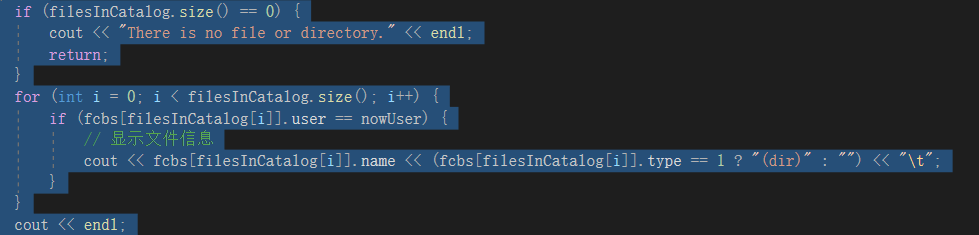 if (filesInCatalog.size() == 0) {
    cout << "There is no file or directory." << endl;
    return;
}
for (int i = 0; i < filesInCatalog.size(); i++) {
    if (fcbs[filesInCatalog[i]].user == nowUser) {
        // 显示文件信息
        cout << fcbs[filesInCatalog[i]].name << (fcbs[filesInCatalog[i]].type == 1 ? "(dir)" : "") << "\t";
    }
}
cout << endl;